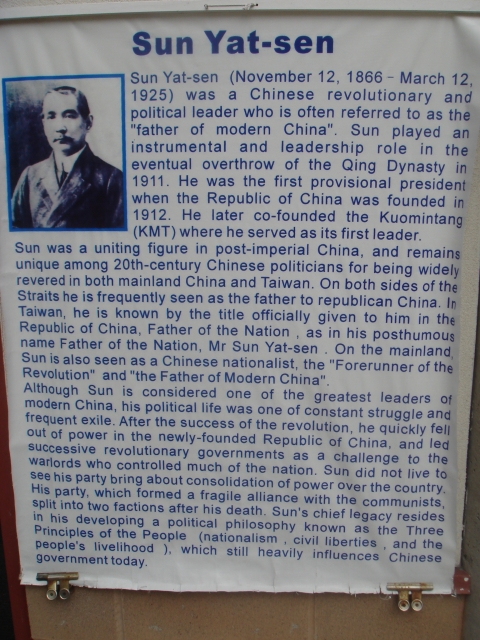 Sun Yat-sen
Sun Yat-sen (November 12, 1866 – March 12,
1925) was a Chinese revolutionary and
political leader who is often referred to as the
"father of modern China". Sun played an
instrumental and leadership role in the
eventual overthrow of the Qing Dynasty in
1911. He was the first provisional president
when the Republic of China was founded in
1912. He later co-founded the Kuomintang
(KMT) where he served as its first leader.
Sun was a uniting figure in post-imperial China, and remains
unique among 20th-century Chinese politicians for being widely
revered in both mainland China and Taiwan. On both sides of the
Straits he is frequently seen as the father to republican China. In
Taiwan, he is known by the title officially given to him in the
Republic of China, Father of the Nation , as in his posthumous
name Father of the Nation, Mr Sun Yat-sen . On the mainland,
Sun is also seen as a Chinese nationalist, the "Forerunner of the
Revolution" and "the Father of Modern China".
Although Sun is considered one of the greatest leaders of
modern China, his political life was one of constant struggle and
frequent exile. After the success of the revolution, he quickly fell
out of power in the newly-founded Republic of China, and led
successive revolutionary governments as a challenge to the
warlords who controlled much of the nation. Sun did not live to
see his party bring about consolidation of power over the country.
His party, which formed a fragile alliance with the communists,
split into two factions after his death. Sun's chief legacy resides
in his developing a political philosophy known as the Three
Principles of the People (nationalism , civil liberties , and the
people's livelihood ), which still heavily influences Chinese
government today.